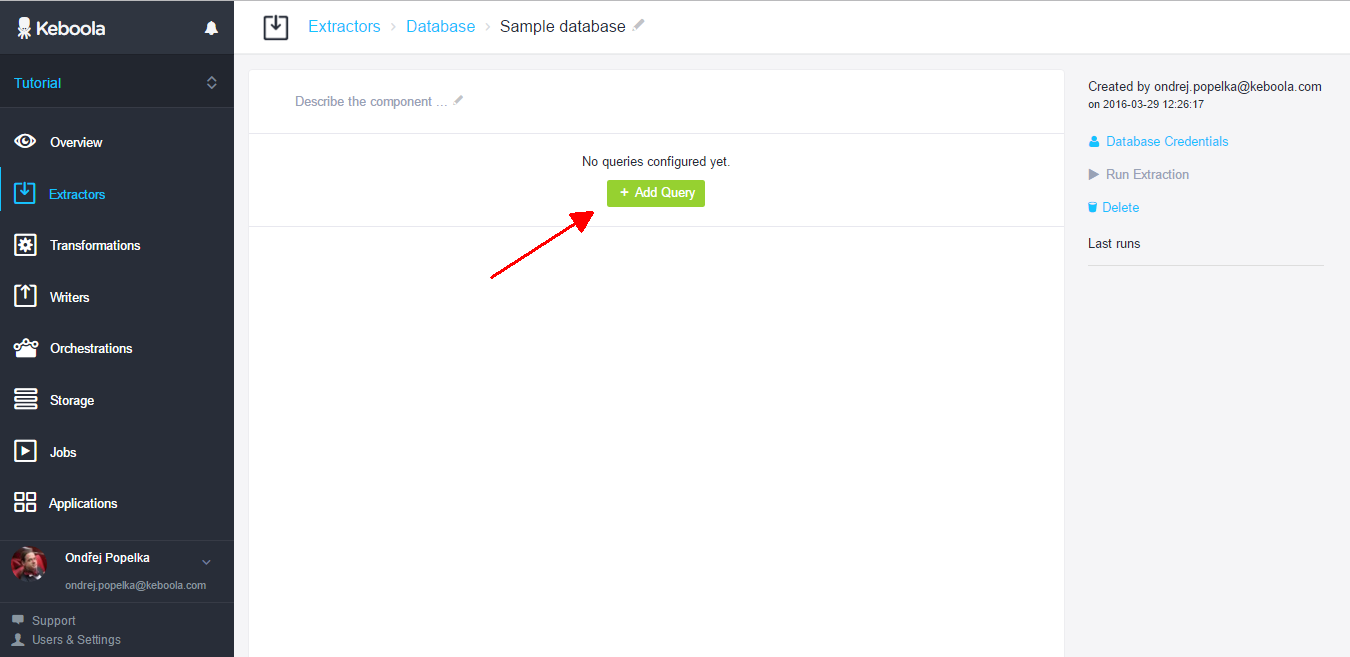 Keboola
Extractors › Database › Sample database
Tutorial
Overview
Extractors
Transformations
Writers
Orchestrations
Storage
Jobs
Applications
Ondřej Popelka
ondrej.popelka@keboola.com
Support
Users & Settings
Describe the component ...
No queries configured yet.
+ Add Query
Created by ondrej.popelka@keboola.com
on 2016-03-29 12:26:17
Database Credentials
Run Extraction
Delete
Last runs